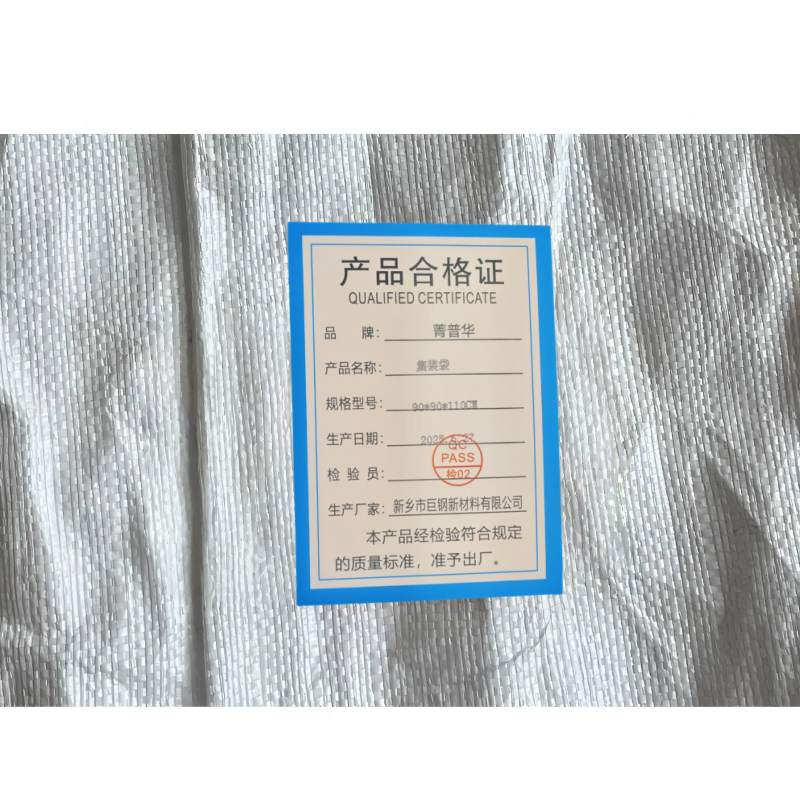 产品合格证
QUALIFIED CERTIFICATE
品 牌: 菁普华
产品名称: 集装袋
规格型号: 90*90*110CM
生产日期: 2025.5.27
检 验 员: QC PASS 检02
生产厂家: 新乡市巨钢新材料有限公司
本产品经检验符合规定
的质量标准,准予出厂。